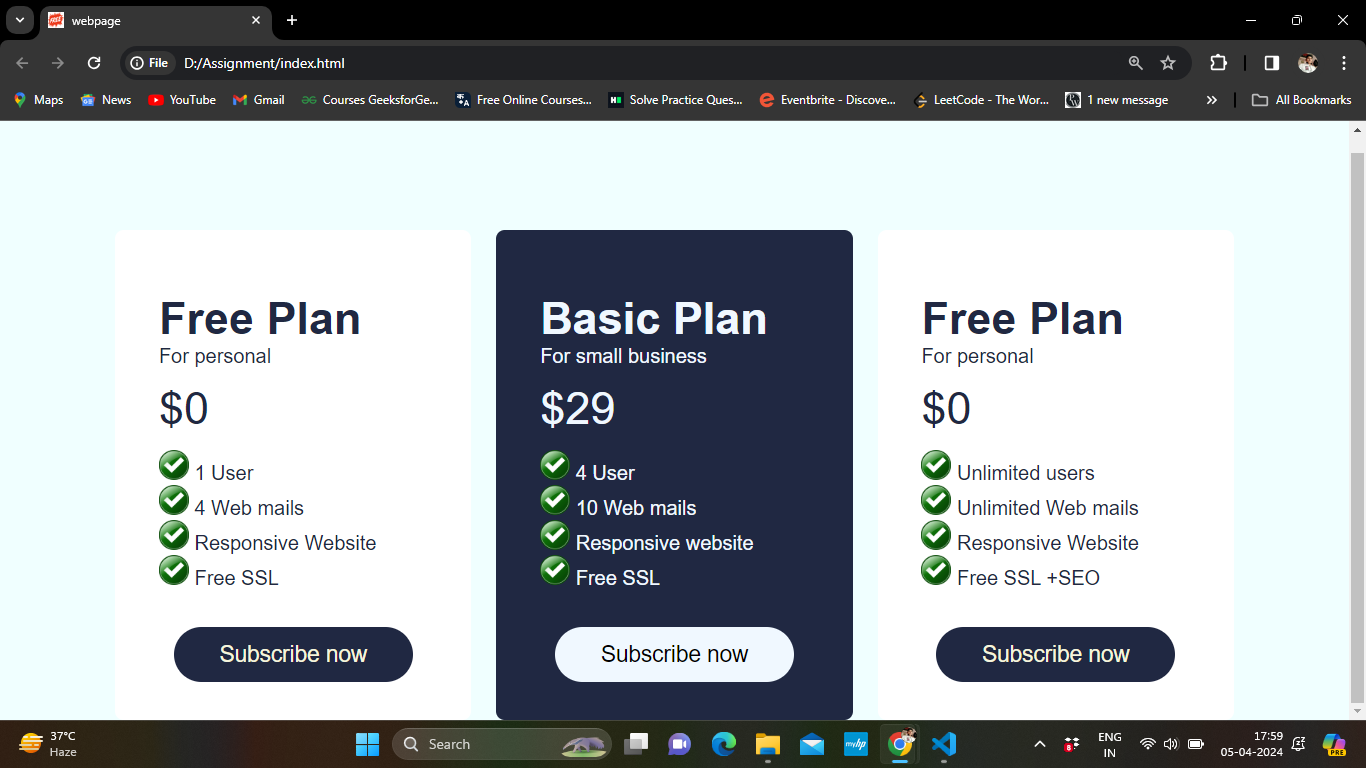 webpage
File D:/Assignment/index.html
Maps News YouTube Gmail Courses GeeksforGe... Free Online Courses... Solve Practice Ques... Eventbrite - Discove... LeetCode - The Wor... 1 new message » All Bookmarks
Free Plan
For personal
$0
1 User
4 Web mails
Responsive Website
Free SSL
Subscribe now
Basic Plan
For small business
$29
4 User
10 Web mails
Responsive website
Free SSL
Subscribe now
Free Plan
For personal
$0
Unlimited users
Unlimited Web mails
Responsive Website
Free SSL +SEO
Subscribe now
37°C
Haze
Search
ENG
IN
17:59
05-04-2024